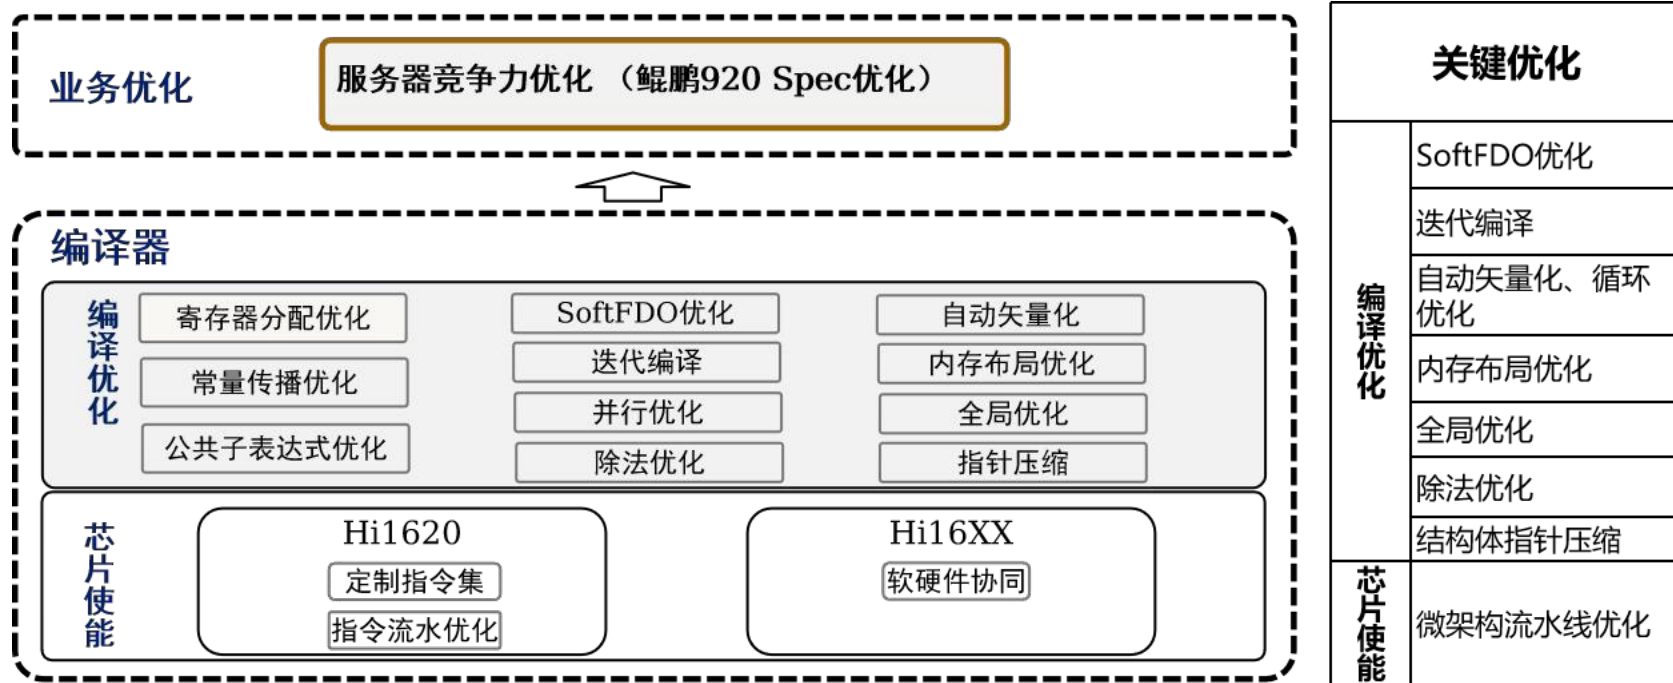 业务优化
服务器竞争力优化 （鲲鹏920 Spec优化）
编译器
编译优化
寄存器分配优化
常量传播优化
公共子表达式优化
SoftFDO优化
迭代编译
并行优化
除法优化
自动矢量化
内存布局优化
全局优化
指针压缩
芯片使能
Hi1620
定制指令集
指令流水优化
Hi16XX
软硬件协同
关键优化
编译优化
SoftFDO优化
迭代编译
自动矢量化、循环
优化
内存布局优化
全局优化
除法优化
结构体指针压缩
芯片使能
微架构流水线优化